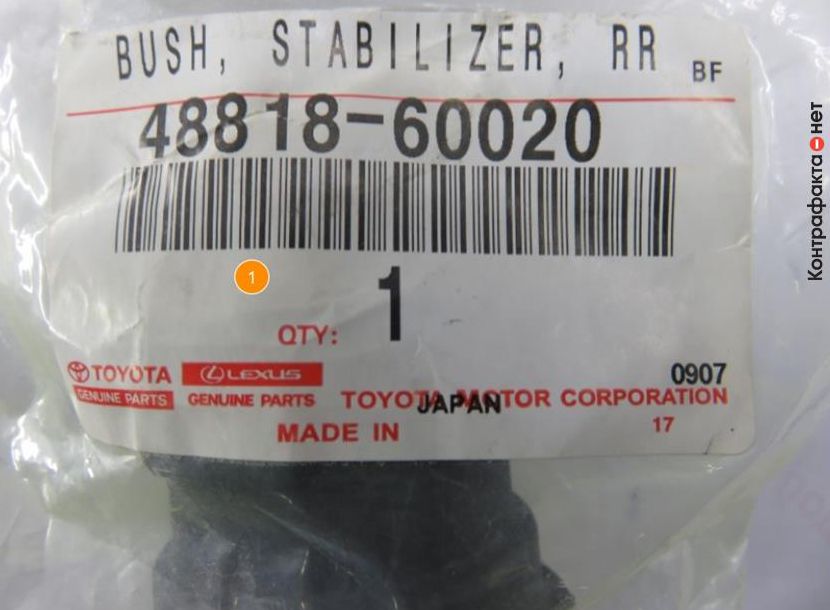 BUSH, STABILIZER, RR BF
48818-60020
1
1
QTY:
TOYOTA LEXUS 0907
GENUINE PARTS GENUINE PARTS TOYOTA MOTOR CORPORATION
JAPAN
MADE IN 17
Контрафакта нет